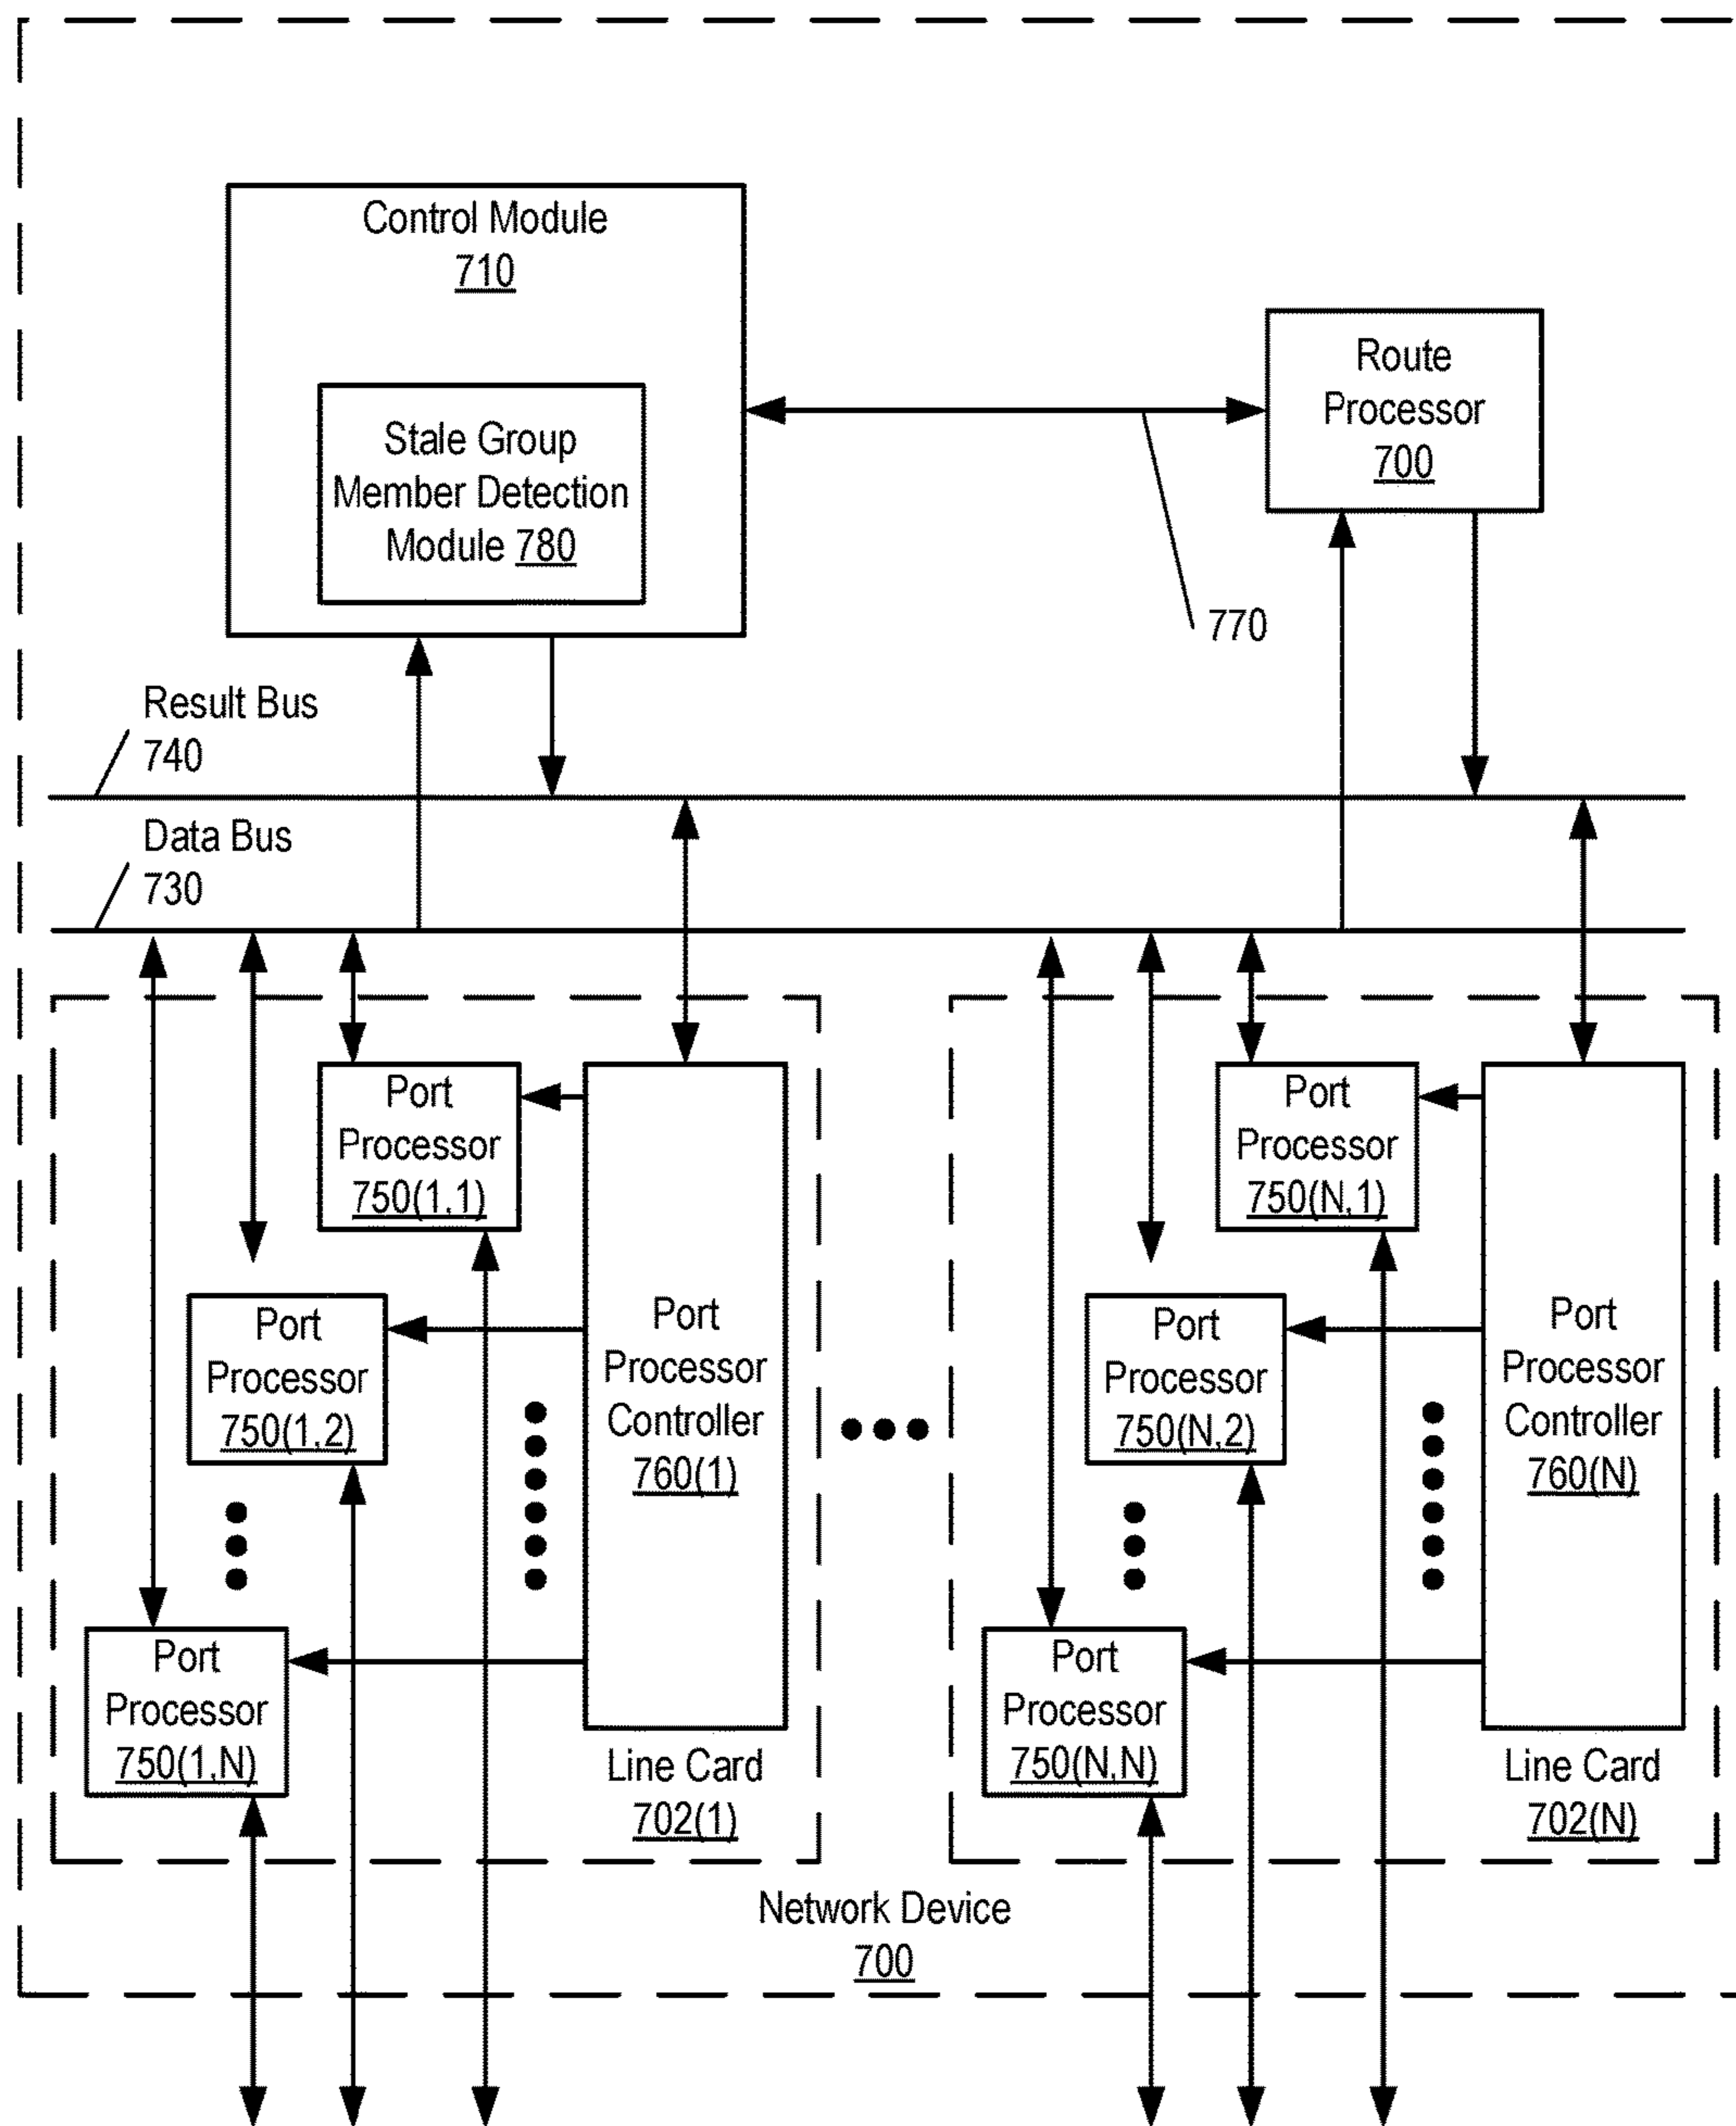 Control Module
710
Stale Group
Member Detection
Module 780
Route
Processor
700
770
Result Bus
740
Data Bus
730
Port
Processor
750(1,1)
Port
Processor
750(1,2)
Port
Processor
750(1,N)
Port
Processor
Controller
760(1)
Line Card
702(1)
Port
Processor
750(N,1)
Port
Processor
750(N,2)
Port
Processor
750(N,N)
Port
Processor
Controller
760(N)
Line Card
702(N)
Network Device
700